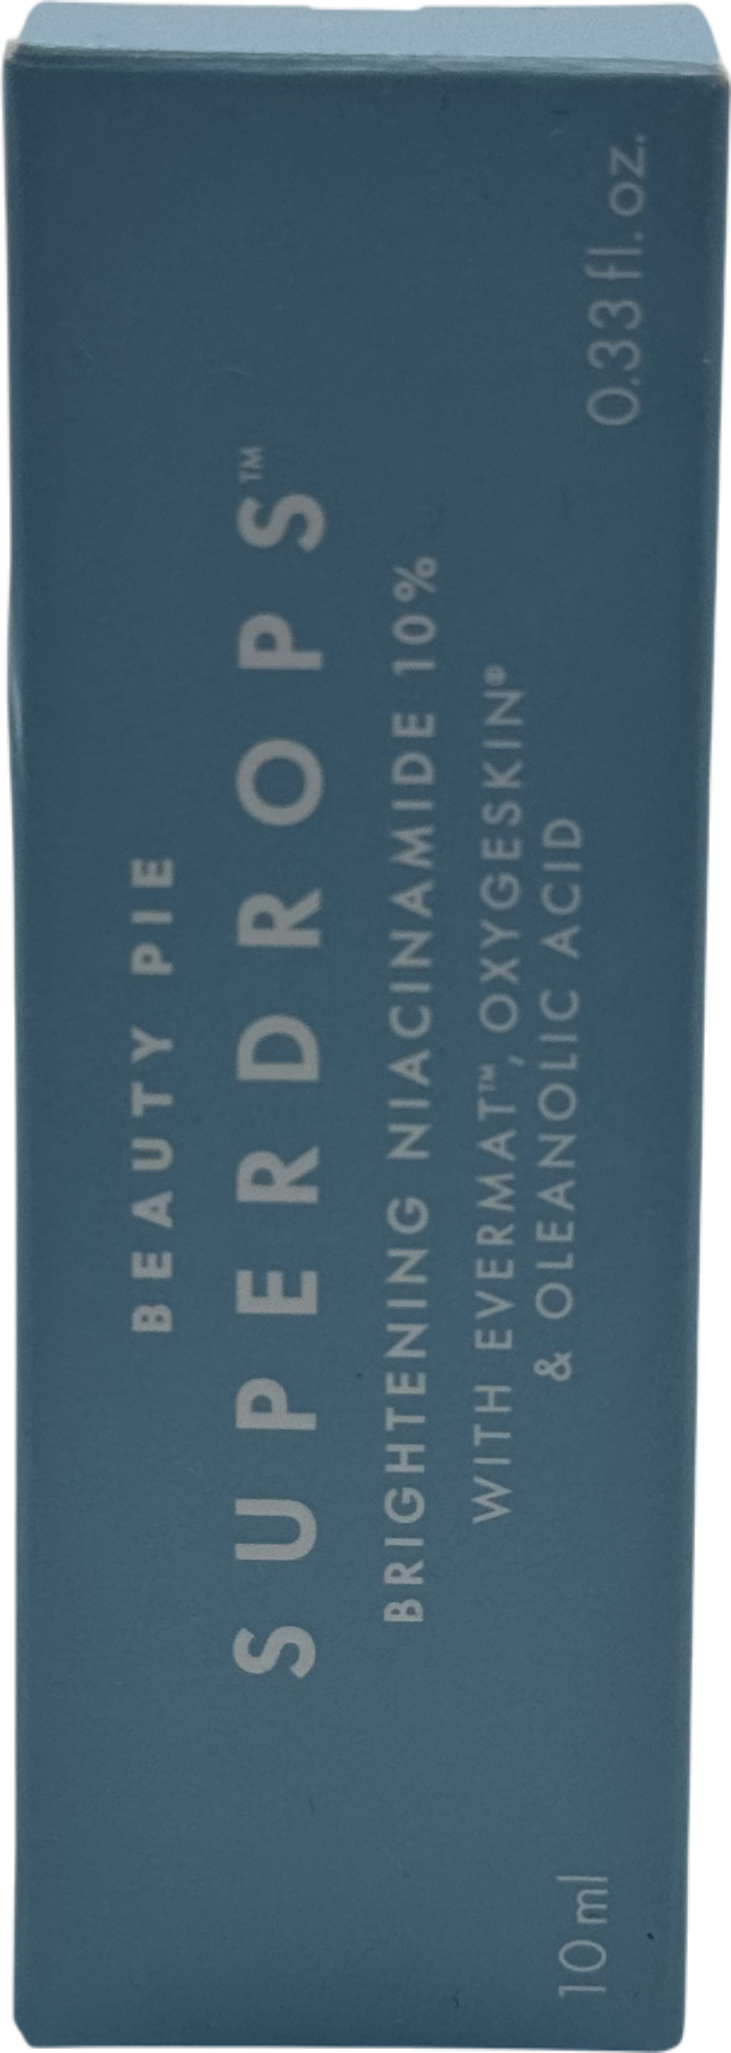 BEAUTY PIE
SUPERDROPS™
BRIGHTENING NIACINAMIDE 10%
WITH EVERMAT™, OXYGESKIN®
& OLEANOLIC ACID
10 ml 0.33 fl. oz.